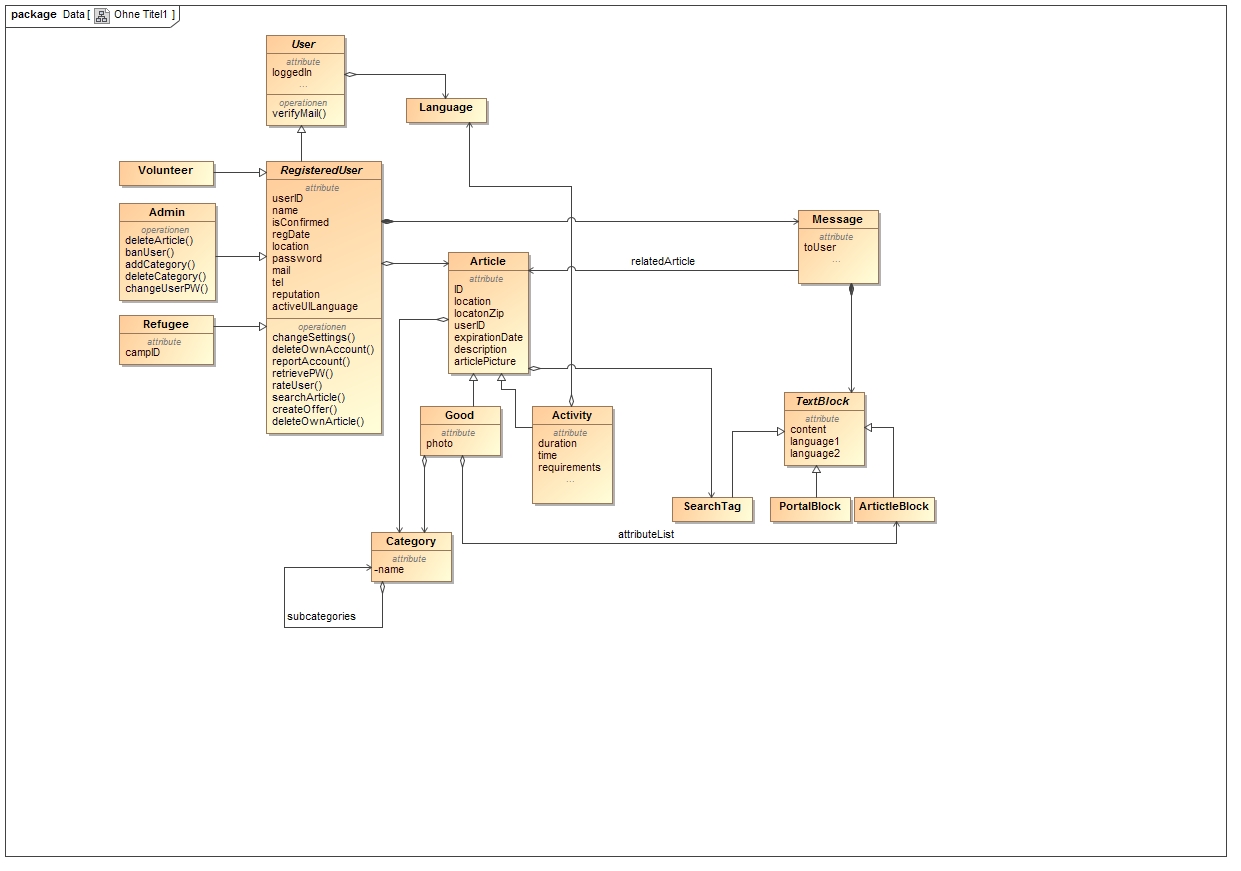 package Data [ Ohne Titel1 ]
User
attribute
loggedIn
...
operationen
verifyMail()
Language
Volunteer
Admin
operationen
deleteArticle()
banUser()
addCategory()
deleteCategory()
changeUserPW()
Refugee
attribute
campID
RegisteredUser
attribute
userID
name
isConfirmed
regDate
location
password
mail
tel
reputation
activeUILanguage
operationen
changeSettings()
deleteOwnAccount()
reportAccount()
retrievePW()
rateUser()
searchArticle()
createOffer()
deleteOwnArticle()
Message
attribute
toUser
...
relatedArticle
Article
attribute
ID
location
locatonZip
userID
expirationDate
description
articlePicture
Good
attribute
photo
Activity
attribute
duration
time
requirements
...
TextBlock
attribute
content
language1
language2
SearchTag
PortalBlock
ArtictleBlock
attributeList
Category
attribute
-name
subcategories